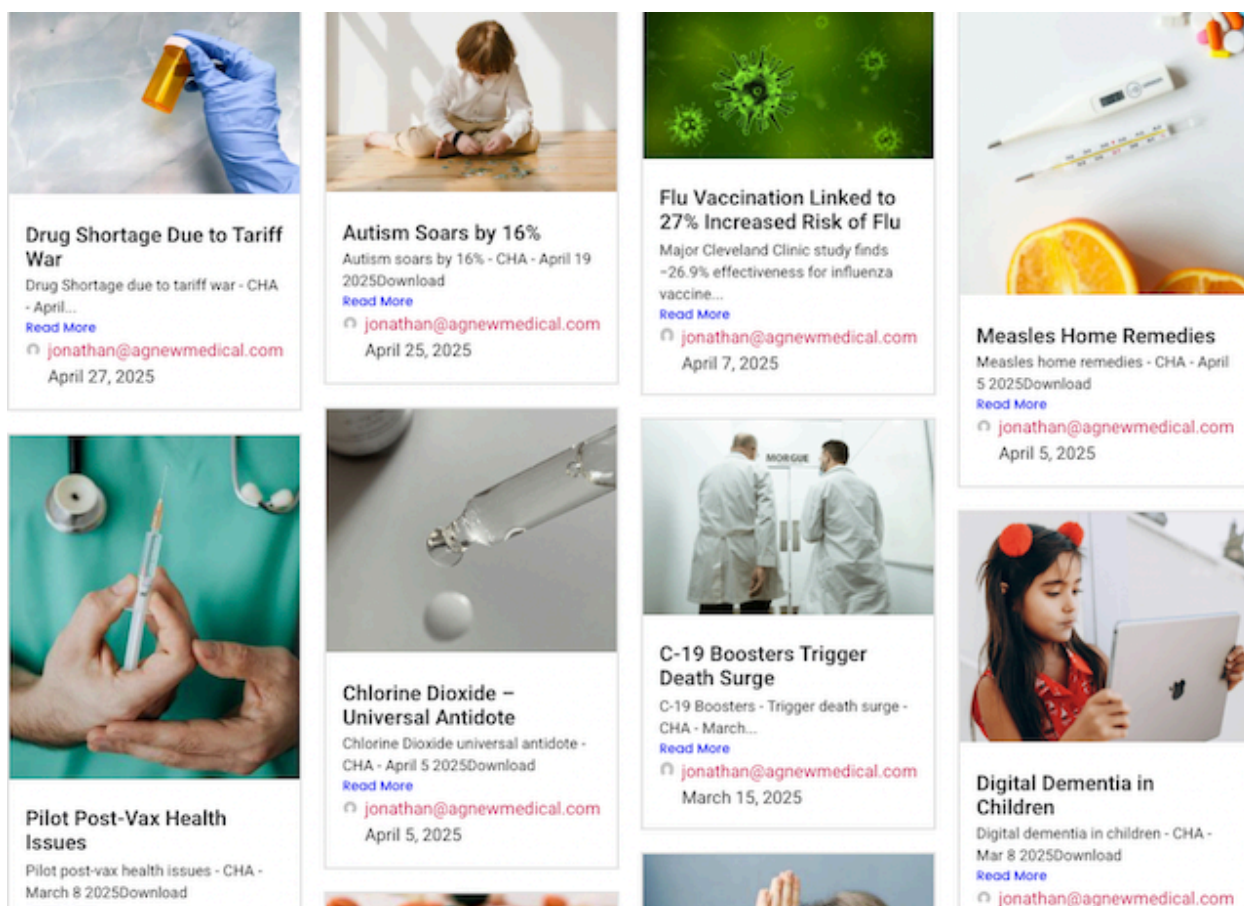 Drug Shortage Due to Tariff
War
Drug Shortage due to tariff war - CHA
- April...
Read More
jonathan@agnewmedical.com
April 27, 2025
Pilot Post-Vax Health
Issues
Pilot post-vax health issues - CHA -
March 8 2025Download
Autism Soars by 16%
Autism soars by 16% - CHA - April 19
2025Download
Read More
jonathan@agnewmedical.com
April 25, 2025
Chlorine Dioxide –
Universal Antidote
Chlorine Dioxide universal antidote -
CHA - April 5 2025Download
Read More
jonathan@agnewmedical.com
April 5, 2025
Flu Vaccination Linked to
27% Increased Risk of Flu
Major Cleveland Clinic study finds
−26.9% effectiveness for influenza
vaccine...
Read More
jonathan@agnewmedical.com
April 7, 2025
MORGUE
C-19 Boosters Trigger
Death Surge
C-19 Boosters - Trigger death surge -
CHA - March...
Read More
jonathan@agnewmedical.com
March 15, 2025
Measles Home Remedies
Measles home remedies - CHA - April
5 2025Download
Read More
jonathan@agnewmedical.com
April 5, 2025
Digital Dementia in
Children
Digital dementia in children - CHA -
Mar 8 2025Download
Read More
jonathan@agnewmedical.com